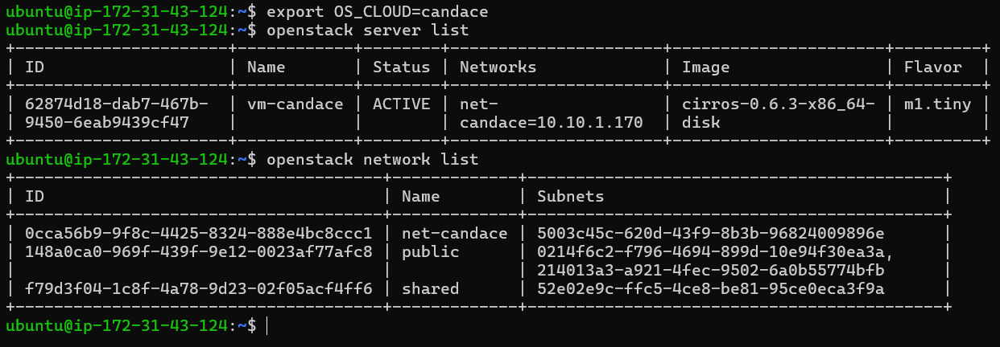 ubuntu@ip-172-31-43-124:~$ export OS_CLOUD=candace
ubuntu@ip-172-31-43-124:~$ openstack server list
+----------------------+------------+--------+----------------------+----------------------+---------+
| ID                   | Name       | Status | Networks             | Image                | Flavor  |
+----------------------+------------+--------+----------------------+----------------------+---------+
| 62874d18-dab7-467b-  | vm-candace | ACTIVE | net-                 | cirros-0.6.3-x86_64- | m1.tiny |
| 9450-6eab9439cf47    |            |        | candace=10.10.1.170  | disk                 |         |
+----------------------+------------+--------+----------------------+----------------------+---------+
ubuntu@ip-172-31-43-124:~$ openstack network list
+--------------------------------------+-------------+-------------------------------------------+
| ID                                   | Name        | Subnets                                   |
+--------------------------------------+-------------+-------------------------------------------+
| 0cca56b9-9f8c-4425-8324-888e4bc8ccc1 | net-candace | 5003c45c-620d-43f9-8b3b-96824009896e      |
| 148a0ca0-969f-439f-9e12-0023af77afc8 | public      | 0214f6c2-f796-4694-899d-10e94f30ea3a,     |
|                                      |             | 214013a3-a921-4fec-9502-6a0b55774bfb      |
| f79d3f04-1c8f-4a78-9d23-02f05acf4ff6 | shared      | 52e02e9c-ffc5-4ce8-be81-95ce0eca3f9a      |
+--------------------------------------+-------------+-------------------------------------------+
ubuntu@ip-172-31-43-124:~$